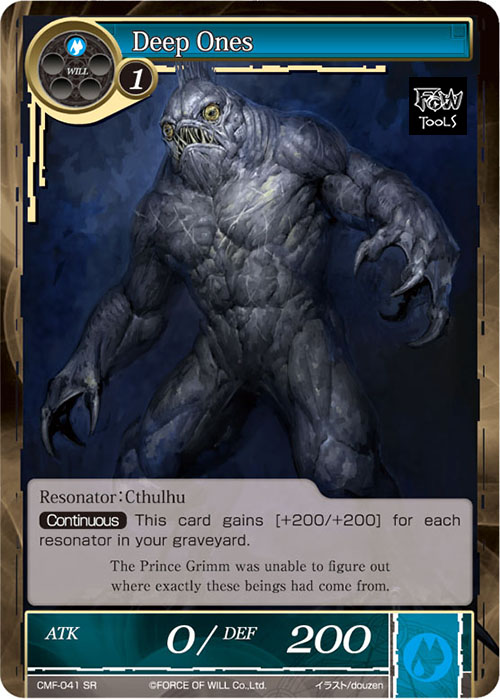 Deep Ones
WILL
1
FOW
TOOLS
Resonator:Cthulhu
Continuous This card gains [+200/+200] for each
resonator in your graveyard.
The Prince Grimm was unable to figure out
where exactly these beings had come from.
ATK 0/ DEF 200
CMF-041 SR ©FORCE OF WILL Co.,Ltd. イラスト/douzen